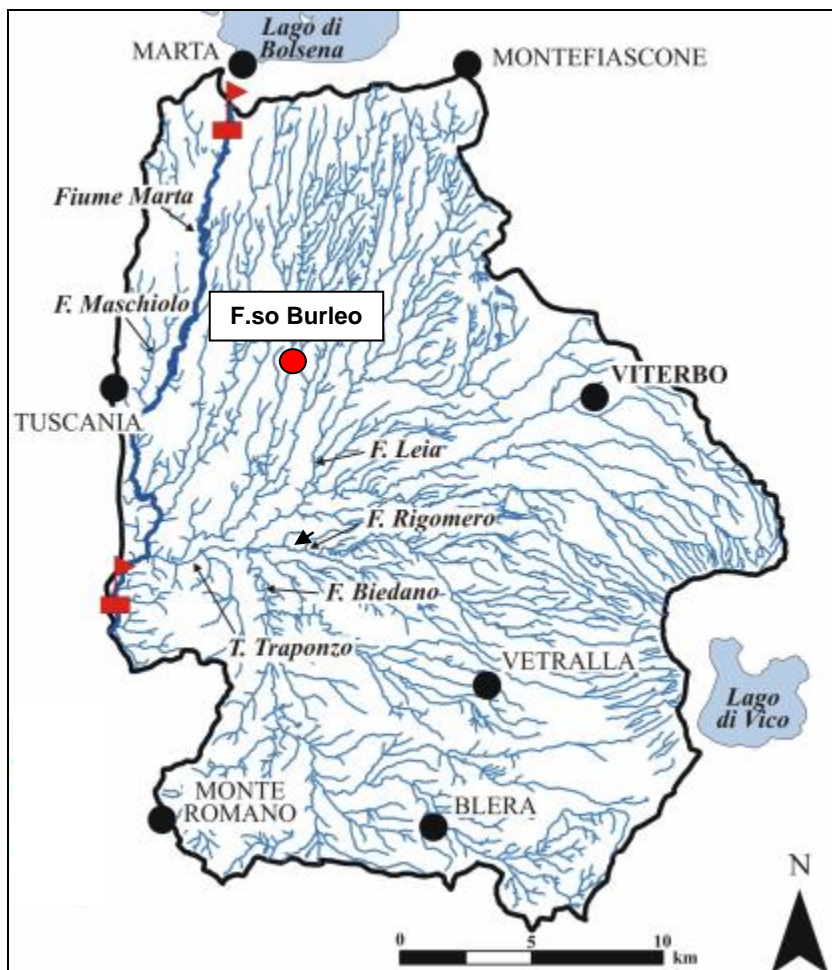 Lago di
Bolsena
MARTA
MONTEFIASCONE
Fiume Marta
F. Maschiolo
F.so Burleo
VITERBO
TUSCANIA
F. Leia
F. Rigomero
F. Biedano
T. Traponzo
VETRALLA
Lago
di Vico
MONTE
ROMANO
BLERA
N
0 5 10
km